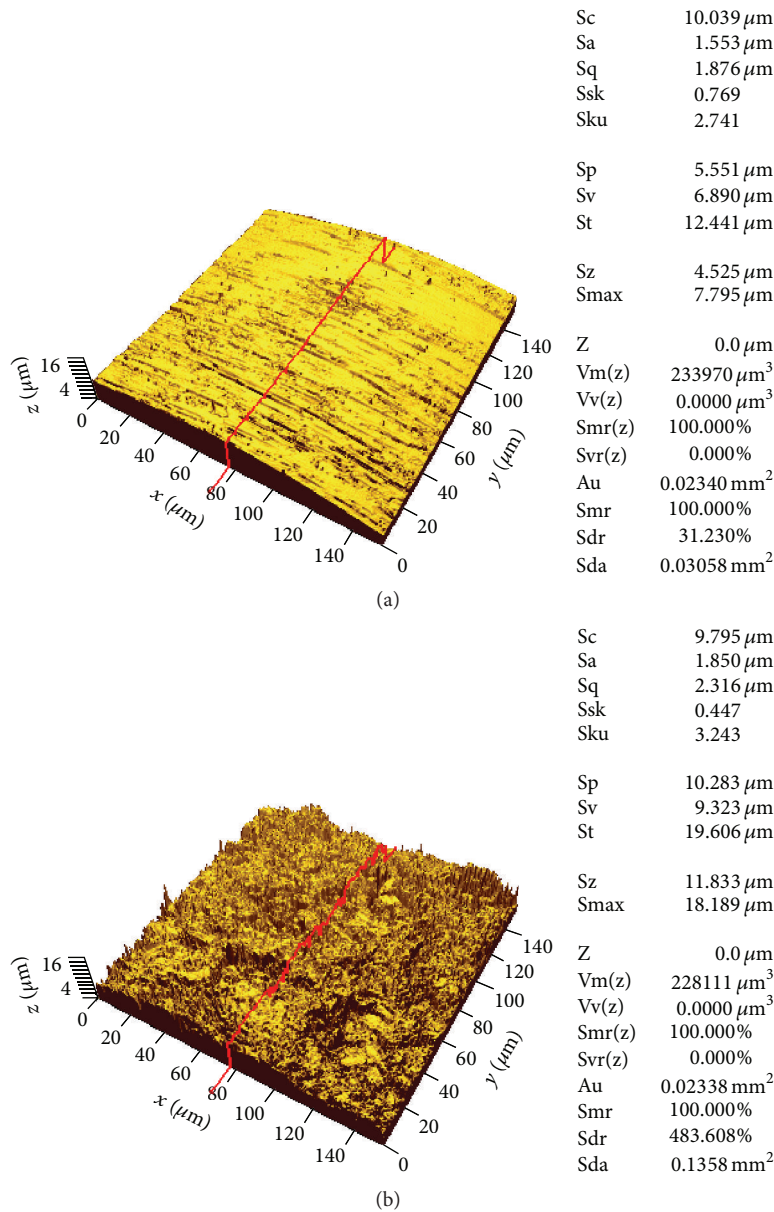 Sc 10.039 μm
Sa 1.553 μm
Sq 1.876 μm
Ssk 0.769
Sku 2.741
Sp 5.551 μm
Sv 6.890 μm
St 12.441 μm
Sz 4.525 μm
Smax 7.795 μm
Z 0.0 μm
Vm(z) 233970 μm³
Vv(z) 0.0000 μm³
Smr(z) 100.000%
Svr(z) 0.000%
Au 0.02340 mm²
Smr 100.000%
Sdr 31.230%
Sda 0.03058 mm²
z (μm)
16
4
0
20
40
60
80
100
120
140
x (μm)
0
20
40
60
80
100
120
140
y (μm)
(a)
Sc 9.795 μm
Sa 1.850 μm
Sq 2.316 μm
Ssk 0.447
Sku 3.243
Sp 10.283 μm
Sv 9.323 μm
St 19.606 μm
Sz 11.833 μm
Smax 18.189 μm
Z 0.0 μm
Vm(z) 228111 μm³
Vv(z) 0.0000 μm³
Smr(z) 100.000%
Svr(z) 0.000%
Au 0.02338 mm²
Smr 100.000%
Sdr 483.608%
Sda 0.1358 mm²
z (μm)
16
4
0
20
40
60
80
100
120
140
x (μm)
0
20
40
60
80
100
120
140
y (μm)
(b)